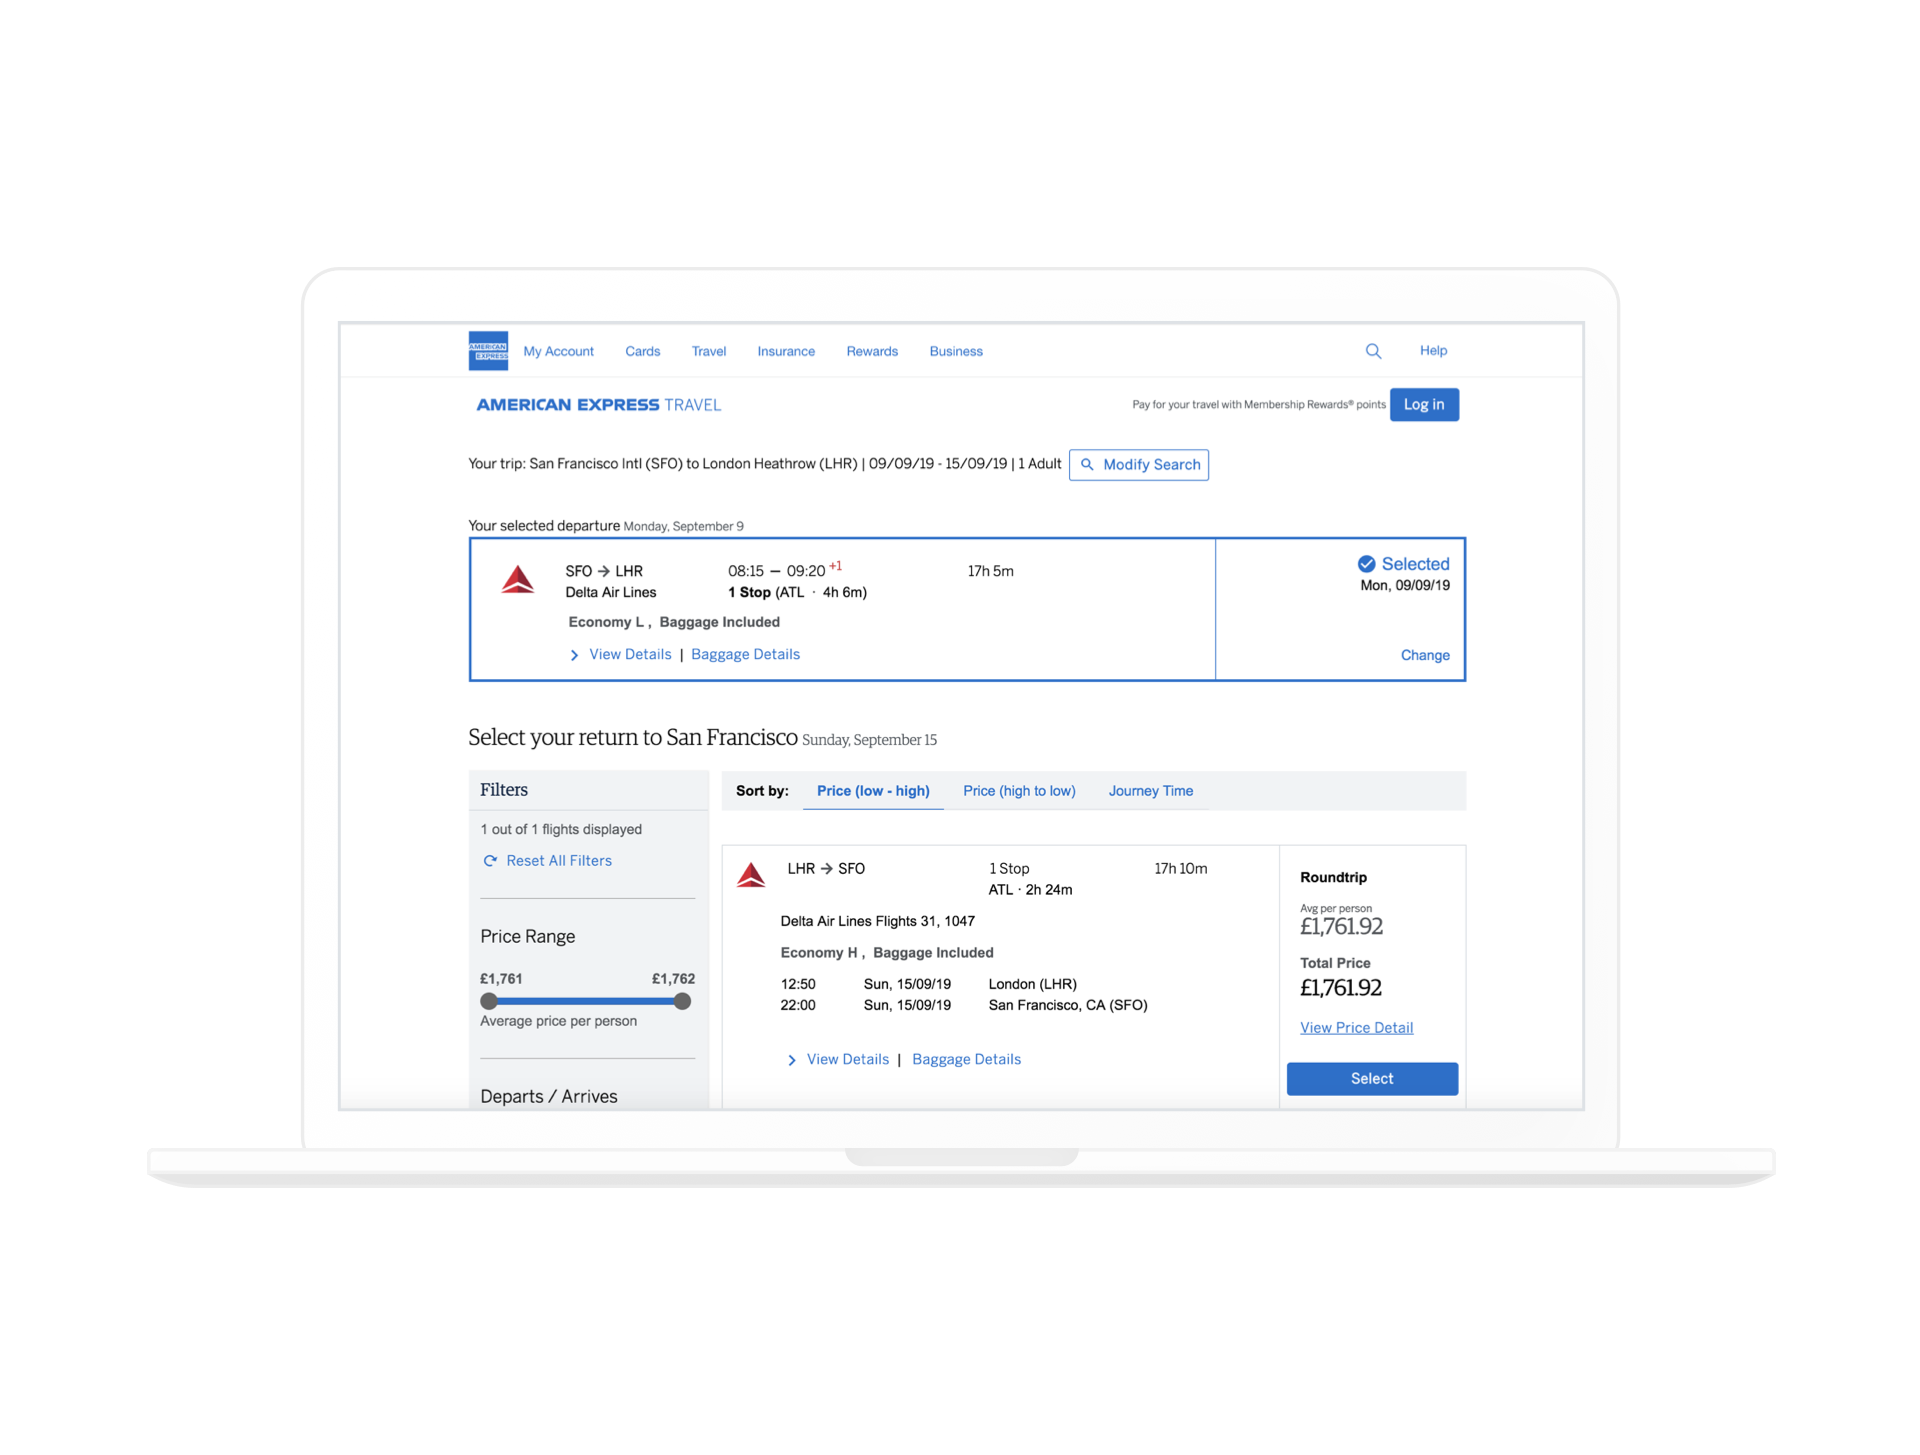 AMERICAN
EXPRESS
My Account Cards Travel Insurance Rewards Business Help
AMERICAN EXPRESS TRAVEL
Pay for your travel with Membership Rewards® points Log in
Your trip: San Francisco Intl (SFO) to London Heathrow (LHR) | 09/09/19 - 15/09/19 | 1 Adult Modify Search
Your selected departure Monday, September 9
SFO → LHR 08:15 – 09:20 +1 17h 5m Selected
Delta Air Lines 1 Stop (ATL · 4h 6m) Mon, 09/09/19
Economy L , Baggage Included
View Details | Baggage Details Change
Select your return to San Francisco Sunday, September 15
Filters
1 out of 1 flights displayed
Reset All Filters
Price Range
£1,761 £1,762
Average price per person
Departs / Arrives
Sort by: Price (low - high) Price (high to low) Journey Time
LHR → SFO 1 Stop 17h 10m
ATL · 2h 24m
Delta Air Lines Flights 31, 1047
Economy H , Baggage Included
12:50 Sun, 15/09/19 London (LHR)
22:00 Sun, 15/09/19 San Francisco, CA (SFO)
View Details | Baggage Details
Roundtrip
Avg per person
£1,761.92
Total Price
£1,761.92
View Price Detail
Select